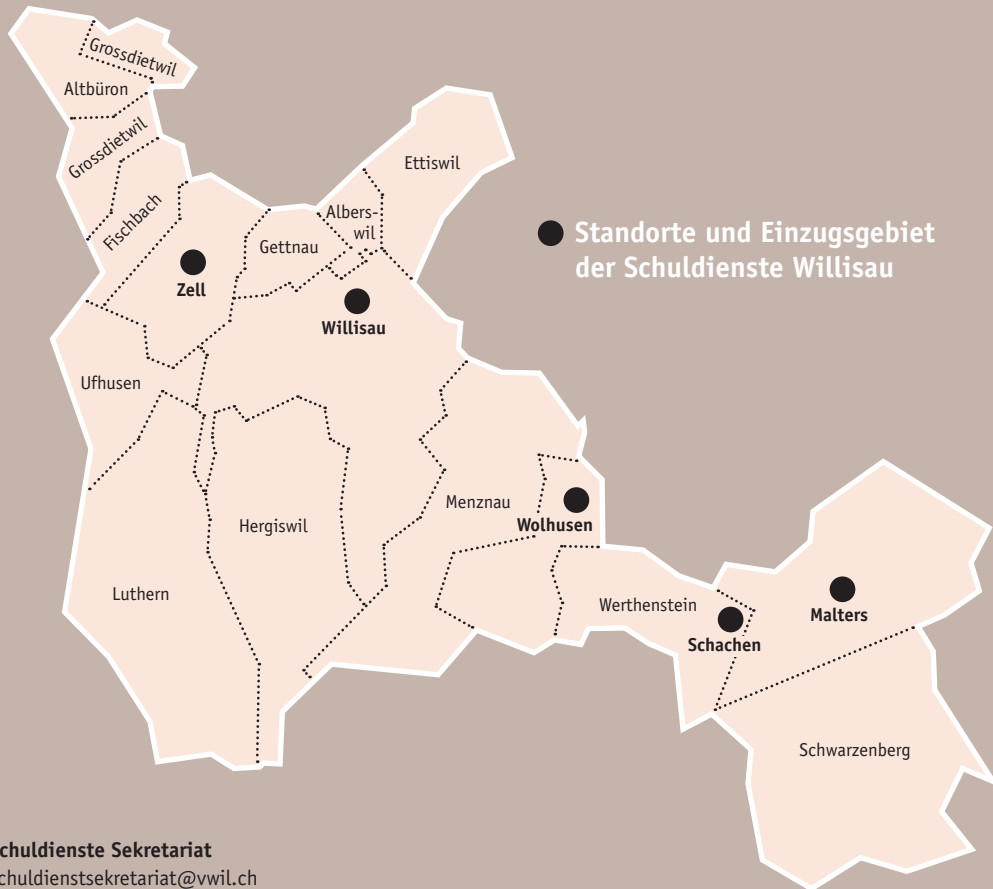 Grossdietwil
Altbüron
Grossdietwil
Ettiswil
Fischbach
Albers-
wil
Gettnau
Standorte und Einzugsgebiet
der Schuldienste Willisau
Zell
Willisau
Ufhusen
Menznau
Wolhusen
Hergiswil
Luthern
Werthenstein
Malters
Schachen
Schwarzenberg
chuldienste Sekretariat
chuldienstsekretariat@vwil.ch